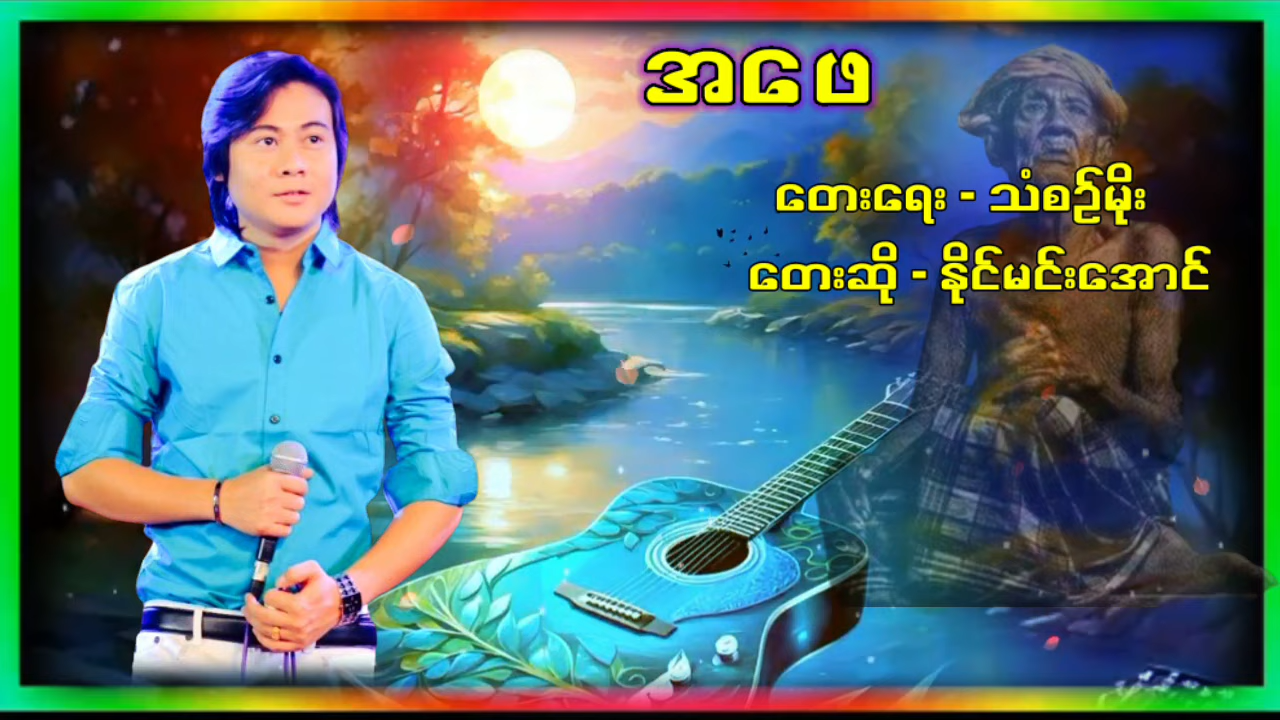 အဖေ
တေးရေး - သံစဉ်မိုး
တေးဆို - နိုင်မင်းအောင်